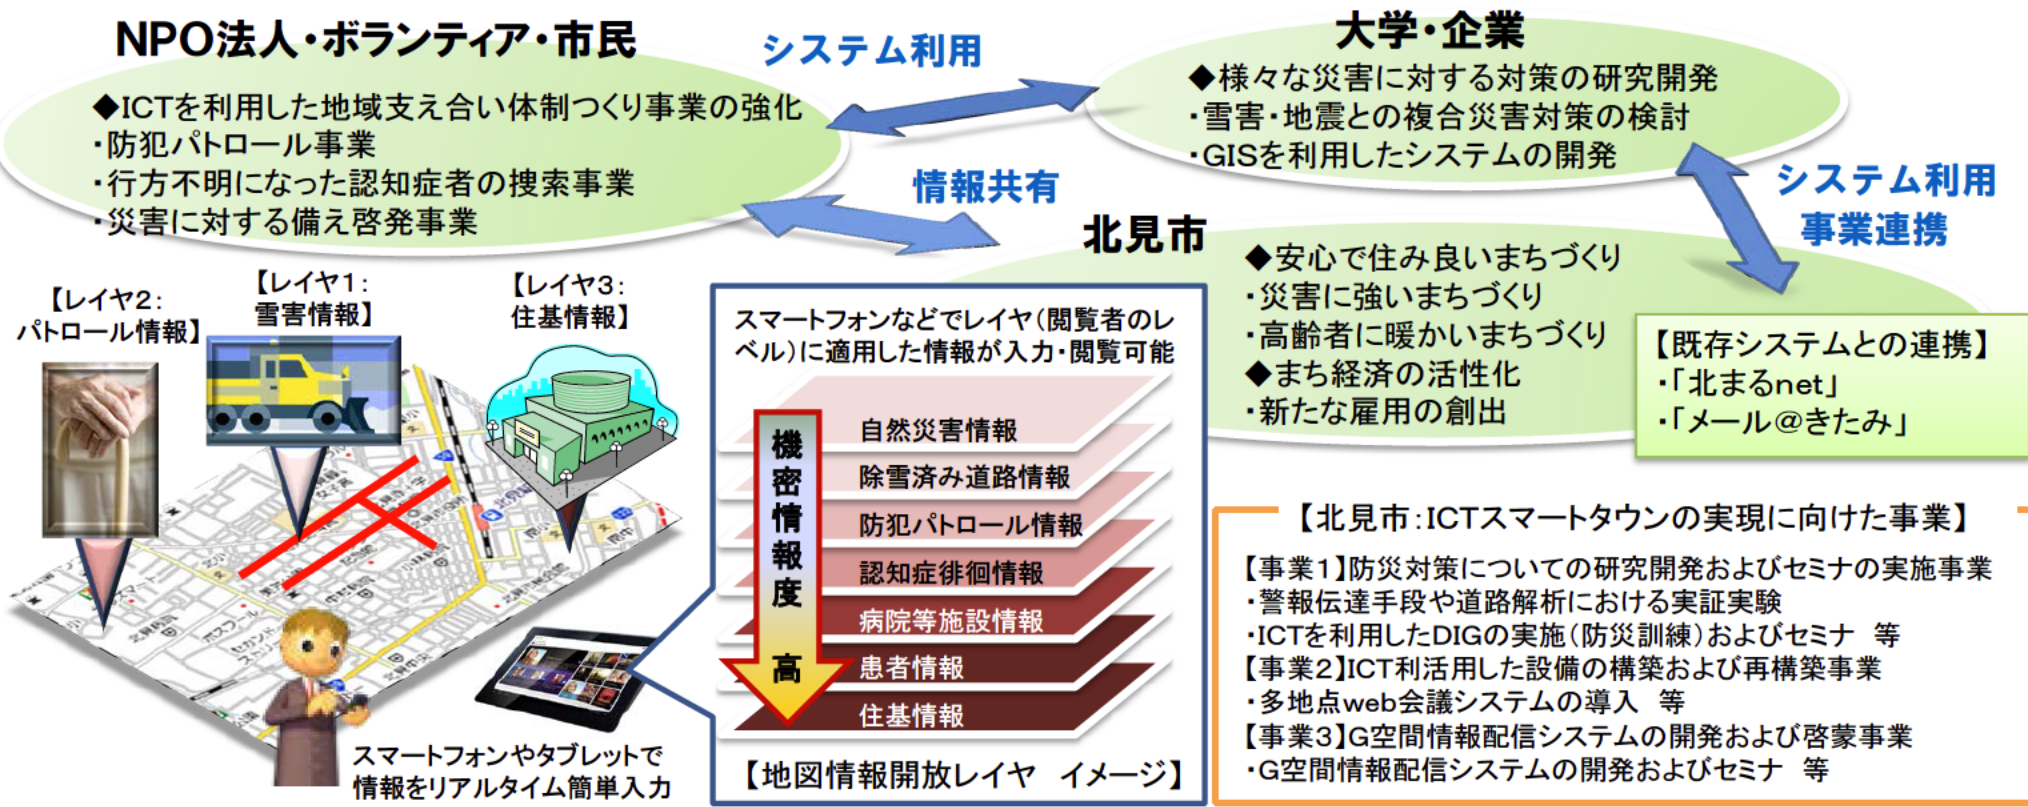 NPO法人・ボランティア・市民
◆ICTを利用した地域支え合い体制つくり事業の強化
・防犯パトロール事業
・行方不明になった認知症者の捜索事業
・災害に対する備え啓発事業
システム利用
大学・企業
◆様々な災害に対する対策の研究開発
・雪害・地震との複合災害対策の検討
・GISを利用したシステムの開発
情報共有
システム利用
事業連携
北見市
◆安心で住み良いまちづくり
・災害に強いまちづくり
・高齢者に暖かいまちづくり
◆まち経済の活性化
・新たな雇用の創出
【既存システムとの連携】
・「北まるnet」
・「メール@きたみ」
【レイヤ2：
パトロール情報】
【レイヤ1：
雪害情報】
【レイヤ3：
住基情報】
スマートフォンやタブレットで
情報をリアルタイム簡単入力
スマートフォンなどでレイヤ（閲覧者のレ
ベル）に適用した情報が入力・閲覧可能
機密情報度 高
自然災害情報
除雪済み道路情報
防犯パトロール情報
認知症徘徊情報
病院等施設情報
患者情報
住基情報
【地図情報開放レイヤ　イメージ】
【北見市：ICTスマートタウンの実現に向けた事業】
【事業1】防災対策についての研究開発およびセミナの実施事業
・警報伝達手段や道路解析における実証実験
・ICTを利用したDIGの実施（防災訓練）およびセミナ　等
【事業2】ICT利活用した設備の構築および再構築事業
・多地点web会議システムの導入　等
【事業3】G空間情報配信システムの開発および啓蒙事業
・G空間情報配信システムの開発およびセミナ　等